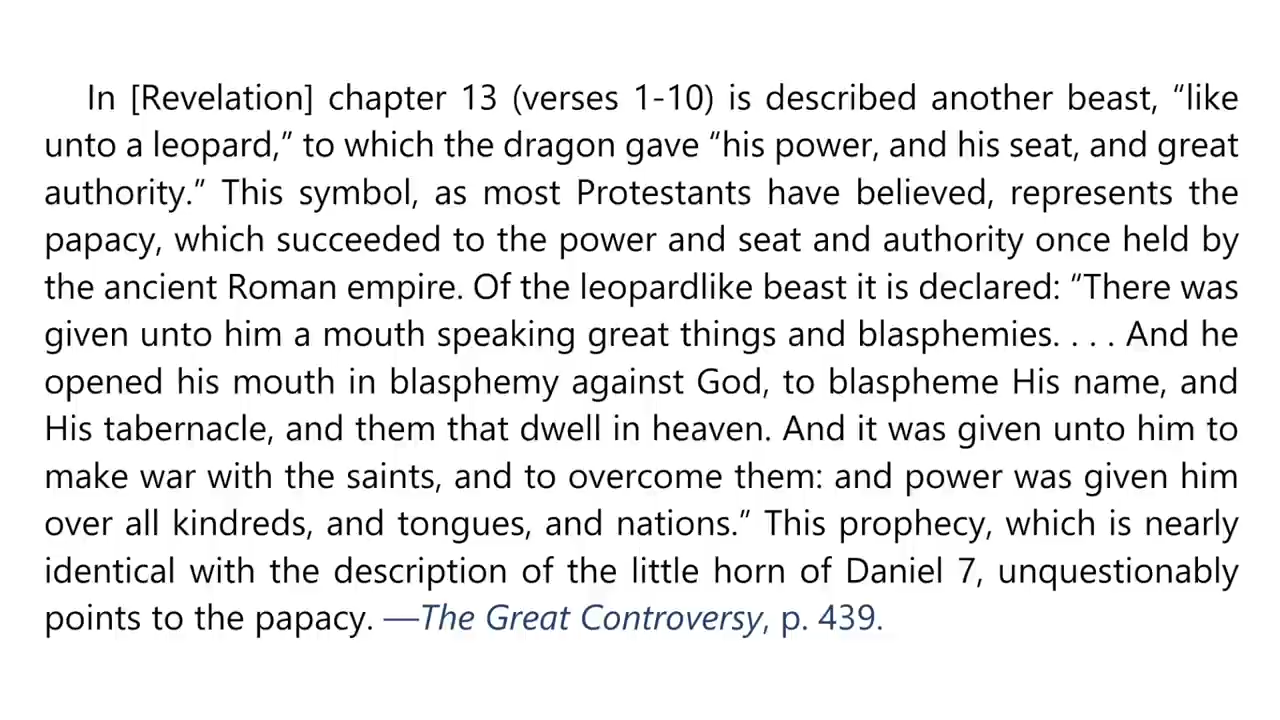 In [Revelation] chapter 13 (verses 1-10) is described another beast, “like
unto a leopard,” to which the dragon gave “his power, and his seat, and great
authority.” This symbol, as most Protestants have believed, represents the
papacy, which succeeded to the power and seat and authority once held by
the ancient Roman empire. Of the leopardlike beast it is declared: “There was
given unto him a mouth speaking great things and blasphemies. . . . And he
opened his mouth in blasphemy against God, to blaspheme His name, and
His tabernacle, and them that dwell in heaven. And it was given unto him to
make war with the saints, and to overcome them: and power was given him
over all kindreds, and tongues, and nations.” This prophecy, which is nearly
identical with the description of the little horn of Daniel 7, unquestionably
points to the papacy. —The Great Controversy, p. 439.